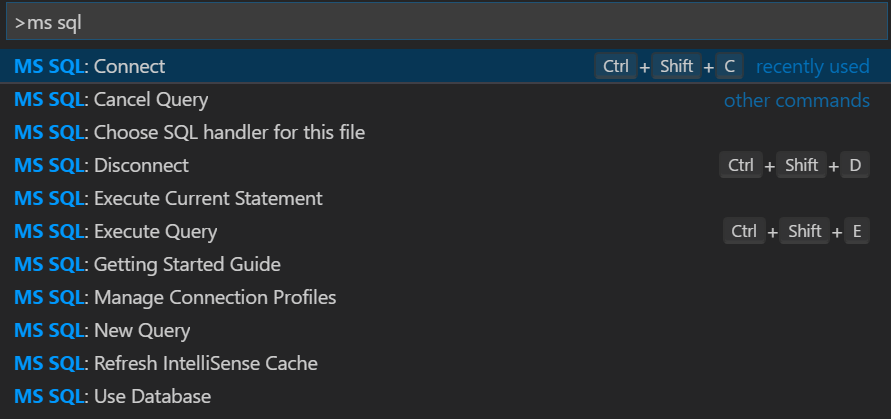 >ms sql
MS SQL: Connect Ctrl + Shift + C recently used
MS SQL: Cancel Query other commands
MS SQL: Choose SQL handler for this file
MS SQL: Disconnect Ctrl + Shift + D
MS SQL: Execute Current Statement
MS SQL: Execute Query Ctrl + Shift + E
MS SQL: Getting Started Guide
MS SQL: Manage Connection Profiles
MS SQL: New Query
MS SQL: Refresh IntelliSense Cache
MS SQL: Use Database